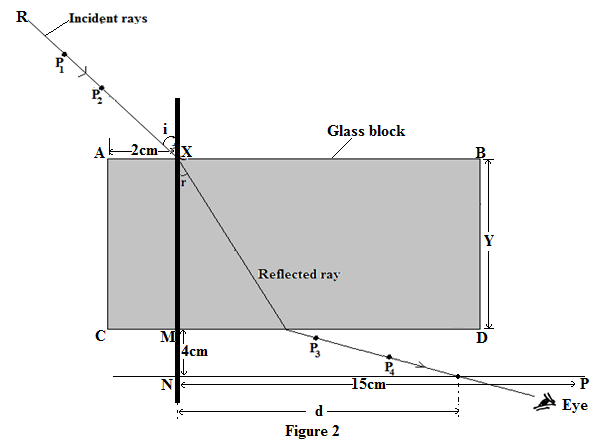 R
Incident rays
P1
P2
i
Glass block
A
2cm
X
B
r
Y
Reflected ray
C
M
D
4cm
P3
P4
N
15cm
P
Eye
d
Figure 2